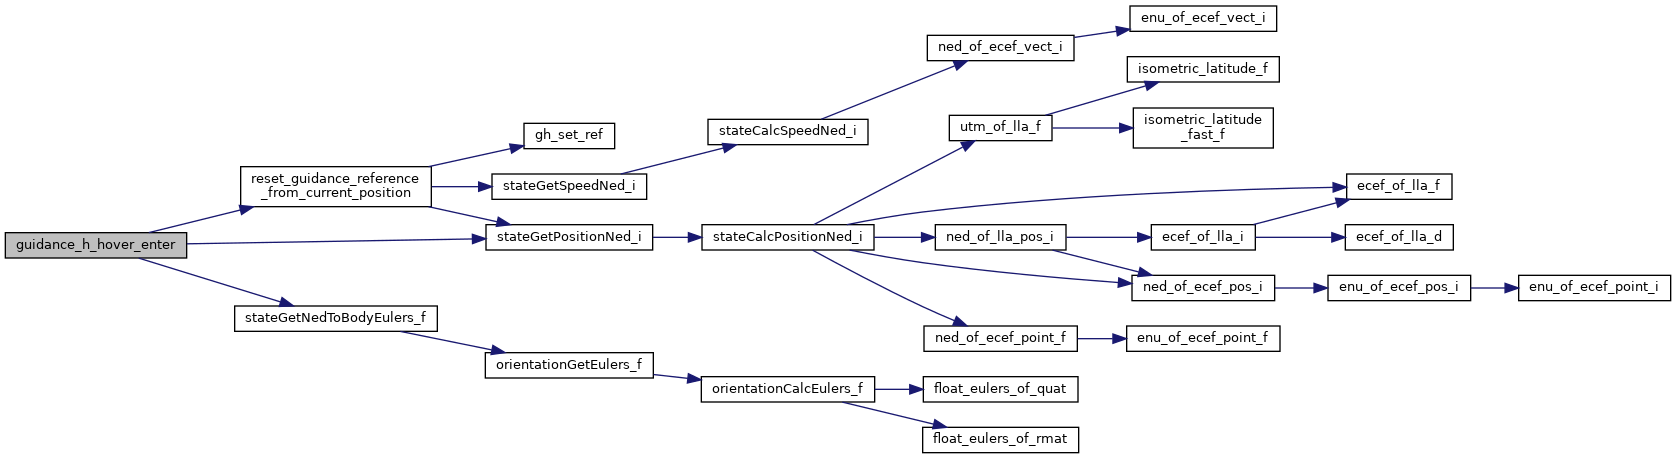 guidance_h_hover_enter
reset_guidance_reference
_from_current_position
stateGetNedToBodyEulers_f
gh_set_ref
stateGetSpeedNed_i
stateGetPositionNed_i
orientationGetEulers_f
stateCalcSpeedNed_i
stateCalcPositionNed_i
orientationCalcEulers_f
ned_of_ecef_vect_i
utm_of_lla_f
ned_of_lla_pos_i
ned_of_ecef_point_f
float_eulers_of_quat
float_eulers_of_rmat
enu_of_ecef_vect_i
isometric_latitude_f
isometric_latitude
_fast_f
ecef_of_lla_i
ned_of_ecef_pos_i
enu_of_ecef_point_f
ecef_of_lla_f
ecef_of_lla_d
enu_of_ecef_pos_i
enu_of_ecef_point_i